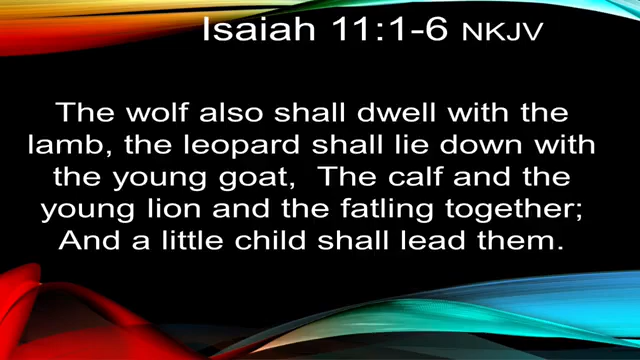 Isaiah 11:1-6 NKJV
The wolf also shall dwell with the
lamb, the leopard shall lie down with
the young goat,  The calf and the
young lion and the fatling together;
And a little child shall lead them.